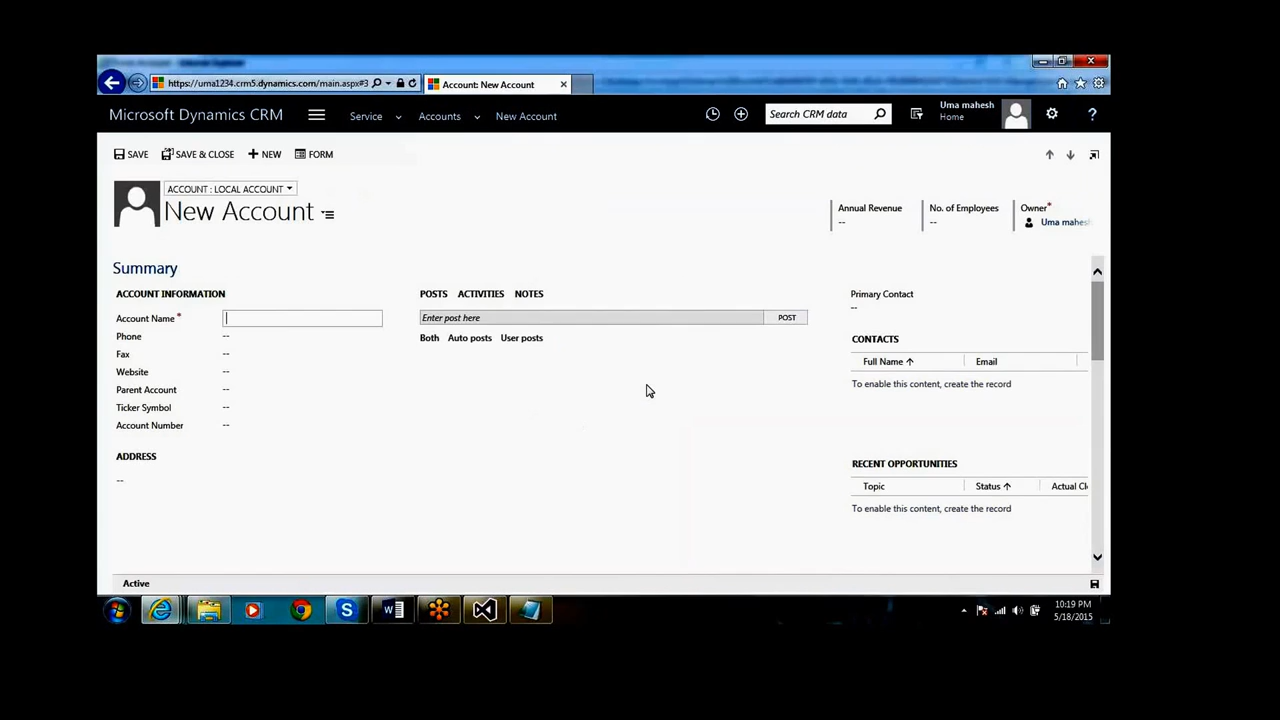 https://uma1234.crm5.dynamics.com/main.aspx#3
Account: New Account
Microsoft Dynamics CRM
Service
Accounts
New Account
Search CRM data
Uma mahesh
Home
SAVE
SAVE & CLOSE
NEW
FORM
ACCOUNT : LOCAL ACCOUNT
New Account
Annual Revenue
--
No. of Employees
--
Owner*
Uma mahes
Summary
ACCOUNT INFORMATION
Account Name *
Phone --
Fax --
Website --
Parent Account --
Ticker Symbol --
Account Number --
ADDRESS
--
POSTS ACTIVITIES NOTES
Enter post here
POST
Both Auto posts User posts
Primary Contact
--
CONTACTS
Full Name Email
To enable this content, create the record
RECENT OPPORTUNITIES
Topic Status Actual Cl
To enable this content, create the record
Active
10:19 PM
5/18/2015